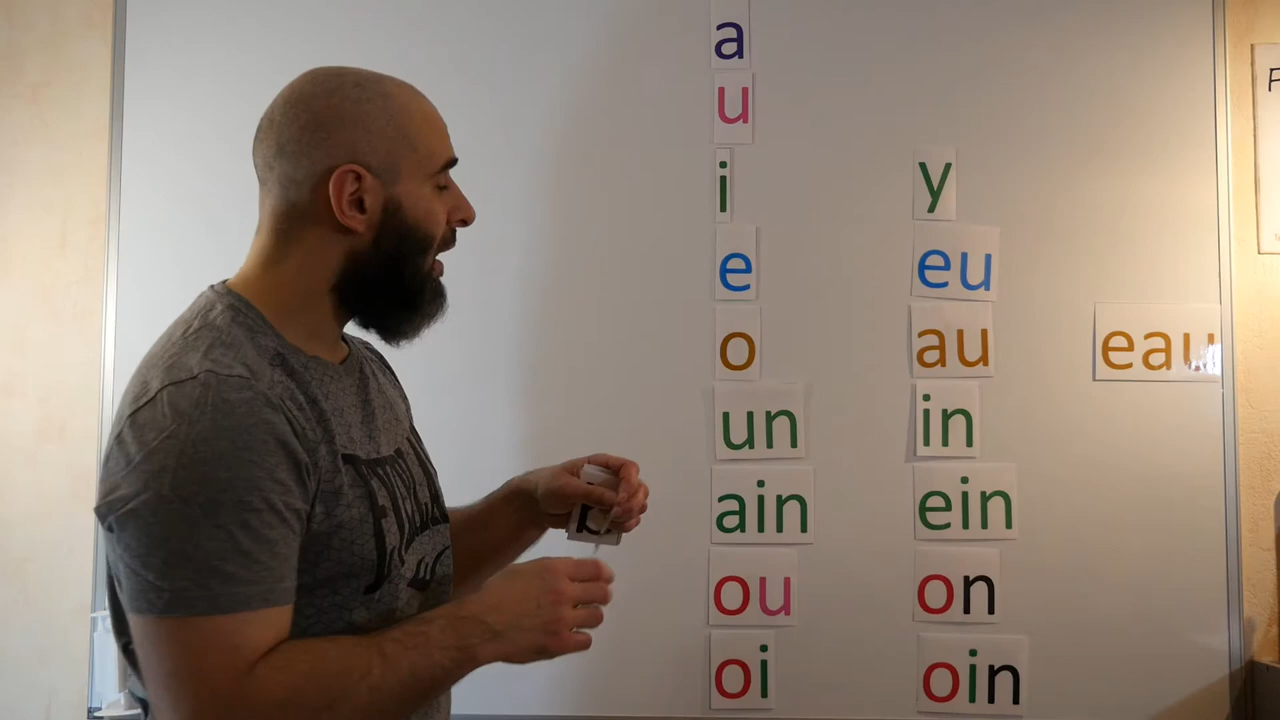 a
u
i y
e eu
o au eau
un in
ain ein
ou on
oi oin
b
F